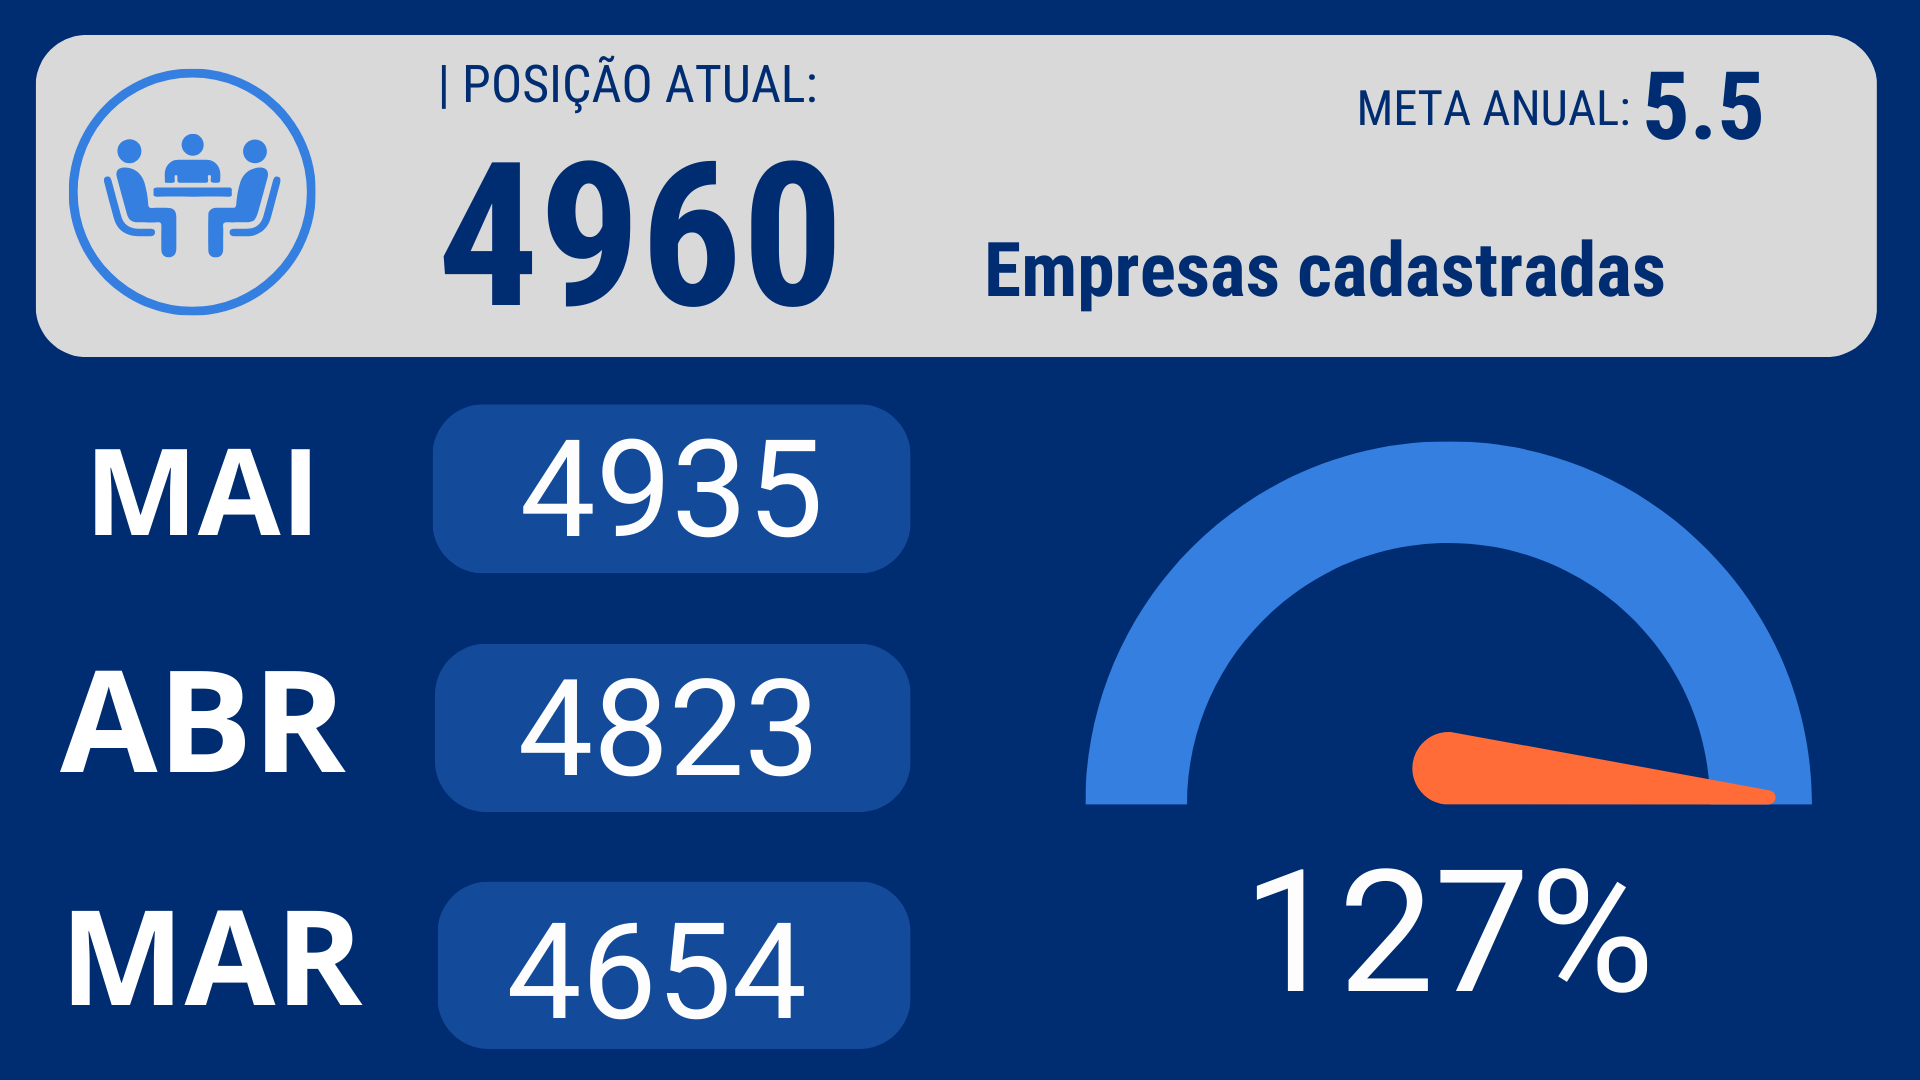 | POSIÇÃO ATUAL:
META ANUAL: 5.5
4960
Empresas cadastradas
MAI 4935
ABR 4823
MAR 4654
127%